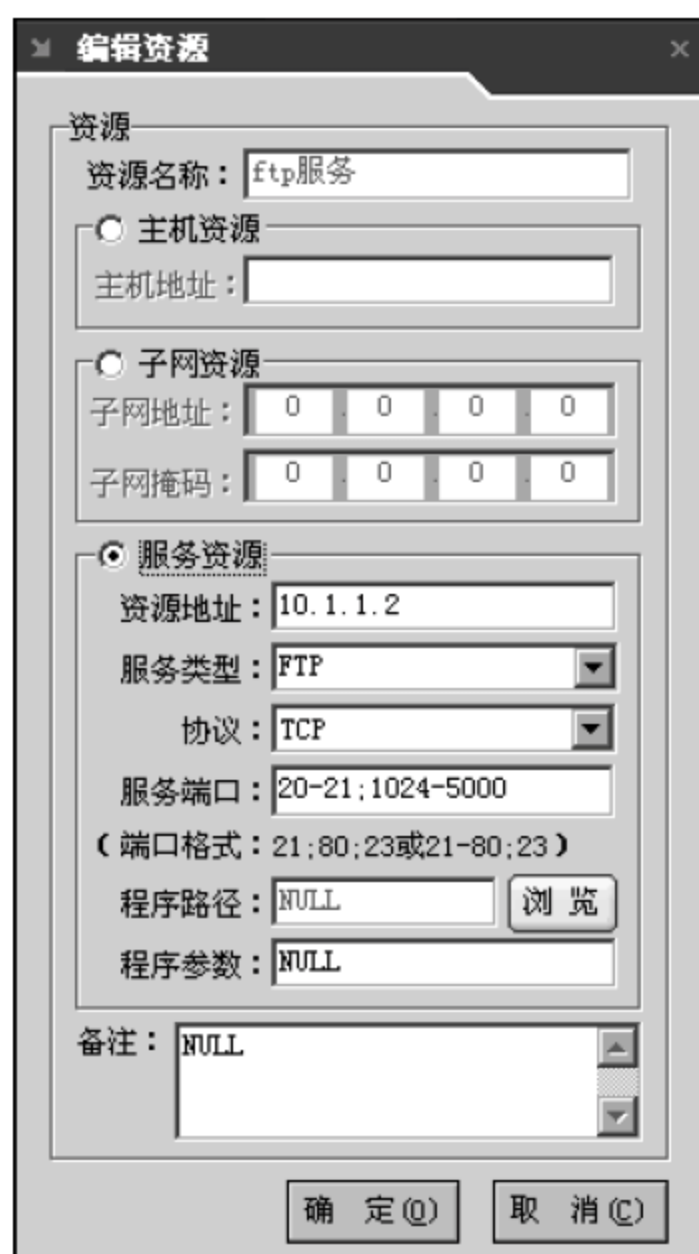 编辑资源
资源
资源名称：ftp服务
主机资源
主机地址：
子网资源
子网地址：0 . 0 . 0 . 0
子网掩码：0 . 0 . 0 . 0
服务资源
资源地址：10.1.1.2
服务类型：FTP
协议：TCP
服务端口：20-21;1024-5000
(端口格式：21;80;23或21-80;23)
程序路径：NULL 浏览
程序参数：NULL
备注：NULL
确 定(O) 取 消(C)